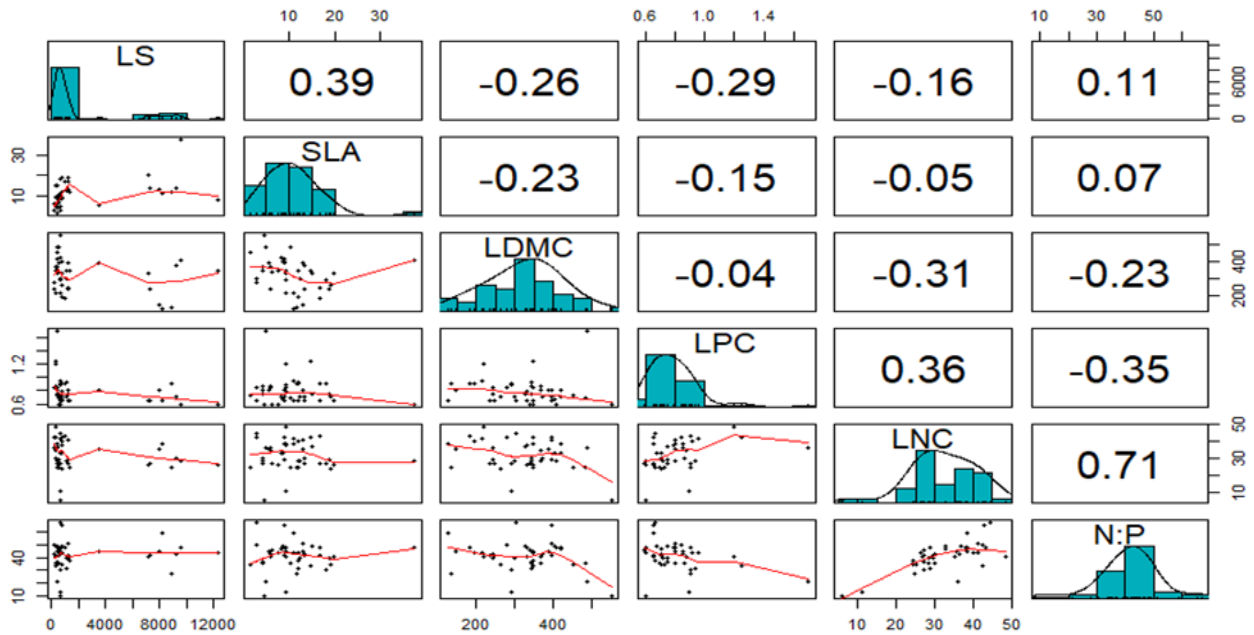 10 20 30 0.6 1.0 1.4 10 30 50
LS 0.39 -0.26 -0.29 -0.16 0.11 0 6000
10 30 SLA -0.23 -0.15 -0.05 0.07
LDMC -0.04 -0.31 -0.23 200 400
0.6 1.2 LPC 0.36 -0.35
LNC 0.71 10 30 50
10 40 N:P
0 4000 8000 12000 200 400 10 20 30 40 50